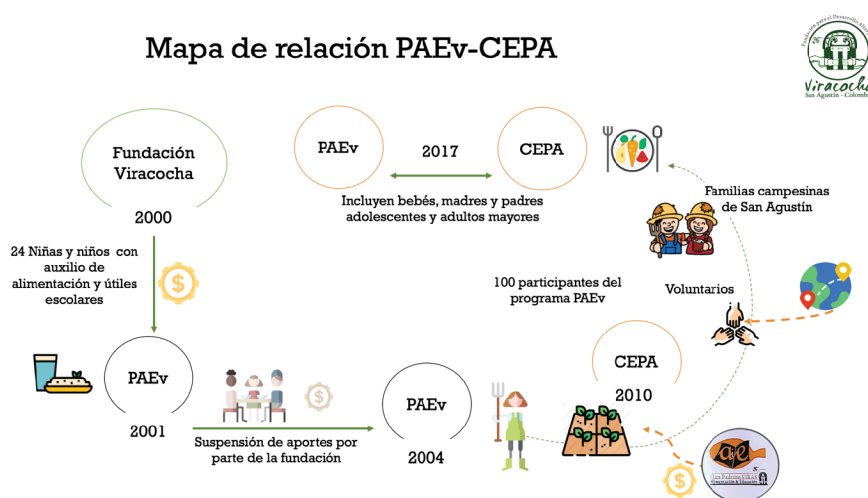 Mapa de relación PAEv-CEPA
Viracocha
San Agustín - Colombia
Fundación
Viracocha
2000
24 Niñas y niños con
auxilio de
alimentación y útiles
escolares
PAEv
2001
Suspensión de aportes por
parte de la fundación
PAEv
2004
PAEv
2017
CEPA
Incluyen bebés, madres y padres
adolescentes y adultos mayores
Familias campesinas
de San Agustín
100 participantes del
programa PAEv
Voluntarios
CEPA
2010